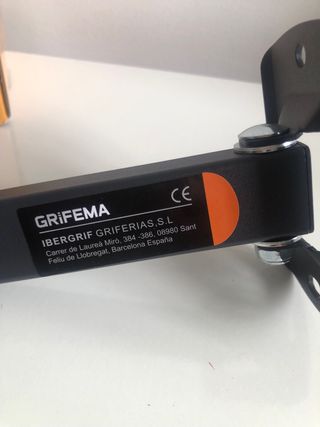 GRiFEMA
CE
IBERGRIF GRIFERIAS,S.L
Carrer de Laureà Miró, 384 -386, 08980 Sant
Feliu de Llobregat, Barcelona España